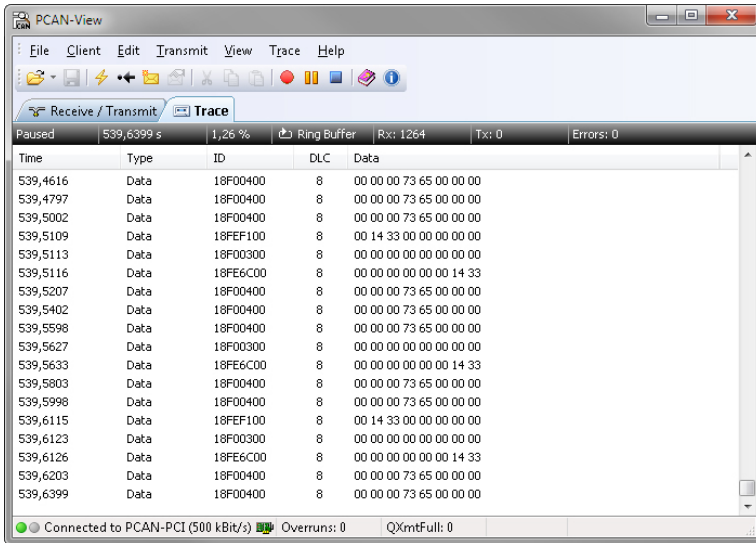 PCAN-View
File Client Edit Transmit View Trace Help
Receive / Transmit Trace
Paused 539,6399 s 1,26 % Ring Buffer Rx: 1264 Tx: 0 Errors: 0
Time Type ID DLC Data
539,4616 Data 18F00400 8 00 00 00 73 65 00 00 00
539,4797 Data 18F00400 8 00 00 00 73 65 00 00 00
539,5002 Data 18F00400 8 00 00 00 73 65 00 00 00
539,5109 Data 18FEF100 8 00 14 33 00 00 00 00 00
539,5113 Data 18F00300 8 00 00 00 00 00 00 00 00
539,5116 Data 18FE6C00 8 00 00 00 00 00 00 14 33
539,5207 Data 18F00400 8 00 00 00 73 65 00 00 00
539,5402 Data 18F00400 8 00 00 00 73 65 00 00 00
539,5598 Data 18F00400 8 00 00 00 73 65 00 00 00
539,5627 Data 18F00300 8 00 00 00 00 00 00 00 00
539,5633 Data 18FE6C00 8 00 00 00 00 00 00 14 33
539,5803 Data 18F00400 8 00 00 00 73 65 00 00 00
539,5998 Data 18F00400 8 00 00 00 73 65 00 00 00
539,6115 Data 18FEF100 8 00 14 33 00 00 00 00 00
539,6123 Data 18F00300 8 00 00 00 00 00 00 00 00
539,6126 Data 18FE6C00 8 00 00 00 00 00 00 14 33
539,6203 Data 18F00400 8 00 00 00 73 65 00 00 00
539,6399 Data 18F00400 8 00 00 00 73 65 00 00 00
Connected to PCAN-PCI (500 kBit/s) Overruns: 0 QXmtFull: 0